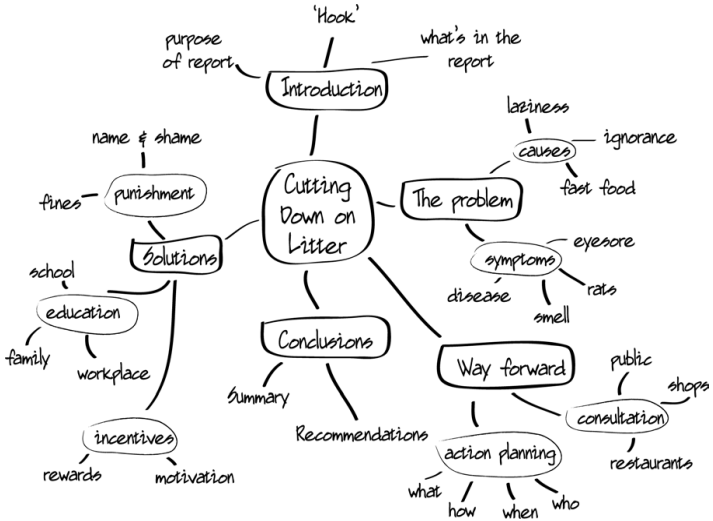 'Hook'
purpose
of report
what's in the
report
Introduction
laziness
ignorance
causes
fast food
name & shame
punishment
fines
Cutting
Down on
Litter
The problem
Solutions
eyesore
symptoms
rats
disease
smell
school
education
family
workplace
Conclusions
Summary
Recommendations
Way forward
public
shops
consultation
restaurants
incentives
rewards
motivation
action planning
what
how
when
who